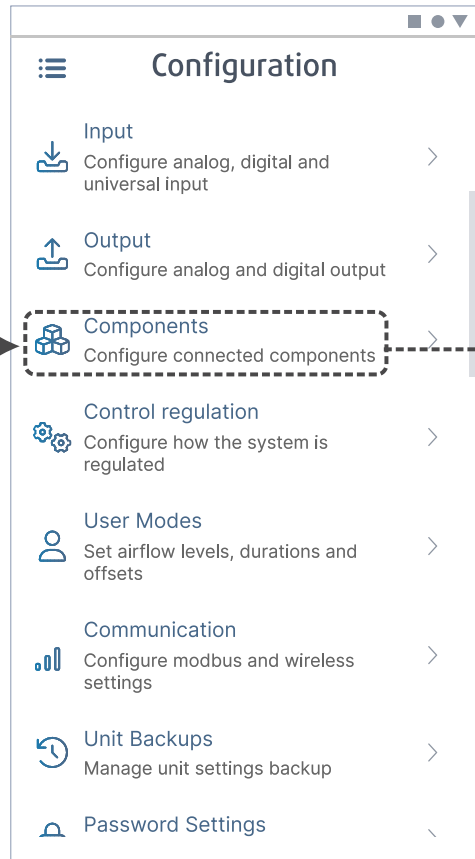 Configuration
Input
Configure analog, digital and
universal input
Output
Configure analog and digital output
Components
Configure connected components
Control regulation
Configure how the system is
regulated
User Modes
Set airflow levels, durations and
offsets
Communication
Configure modbus and wireless
settings
Unit Backups
Manage unit settings backup
Password Settings